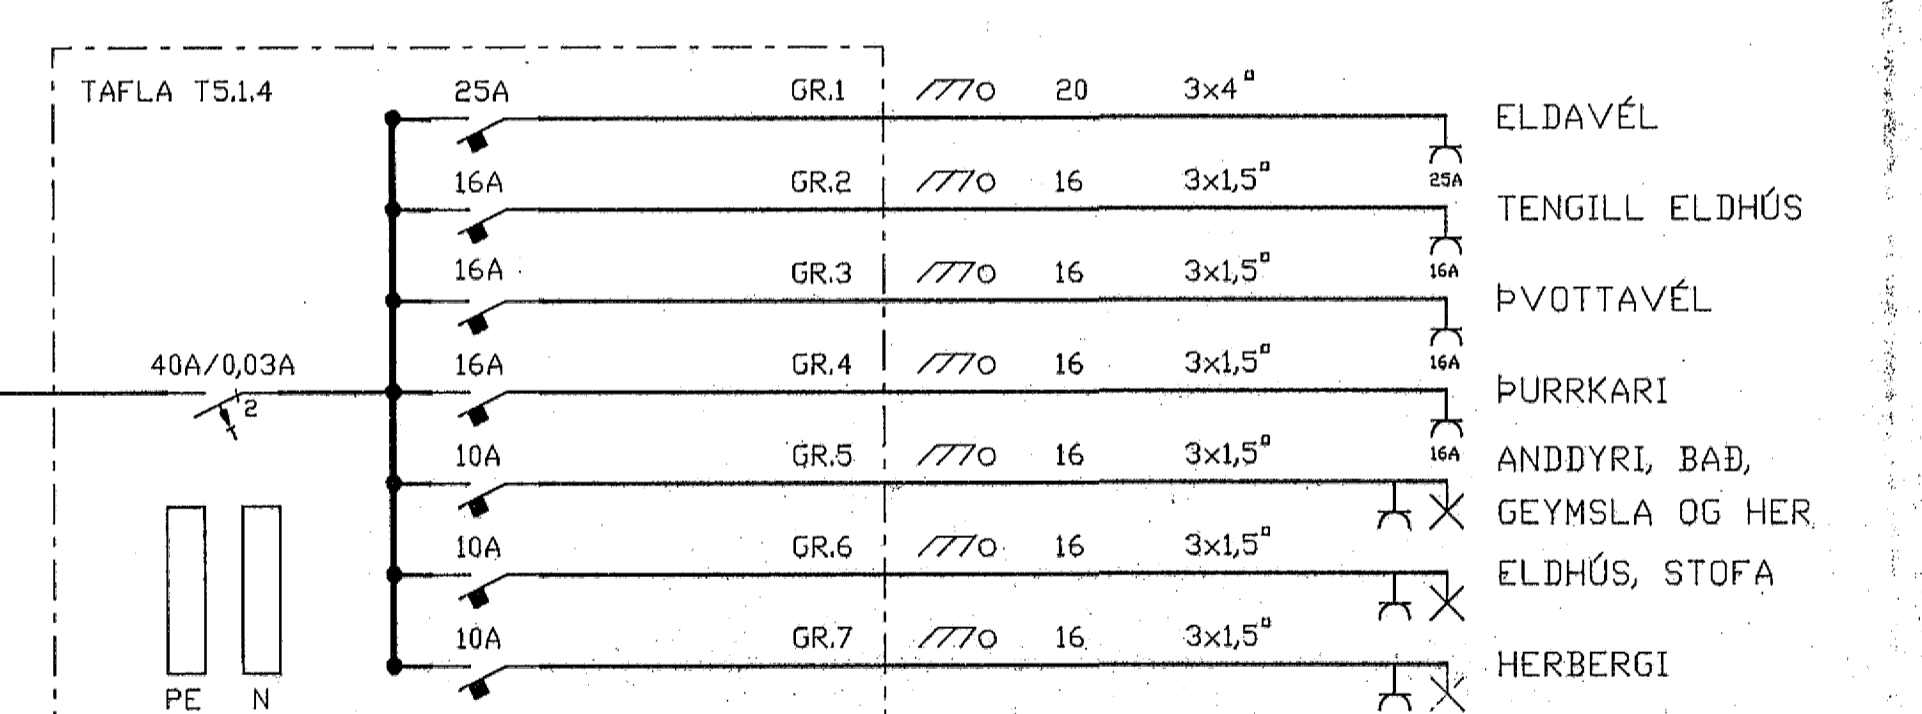 TAFLA T5.1.4
25A GR.1 20 3x4□
ELDAVÉL
25A
16A GR.2 16 3x1,5□
TENGILL ELDHÚS
16A
16A GR.3 16 3x1,5□
ÞVOTTAVÉL
16A
40A/0,03A
2
16A GR.4 16 3x1,5□
ÞURRKARI
16A
10A GR.5 16 3x1,5□
ANDDYRI, BAÐ,
GEYMSLA OG HER
10A GR.6 16 3x1,5□
ELDHÚS, STOFA
10A GR.7 16 3x1,5□
HERBERGI
PE N